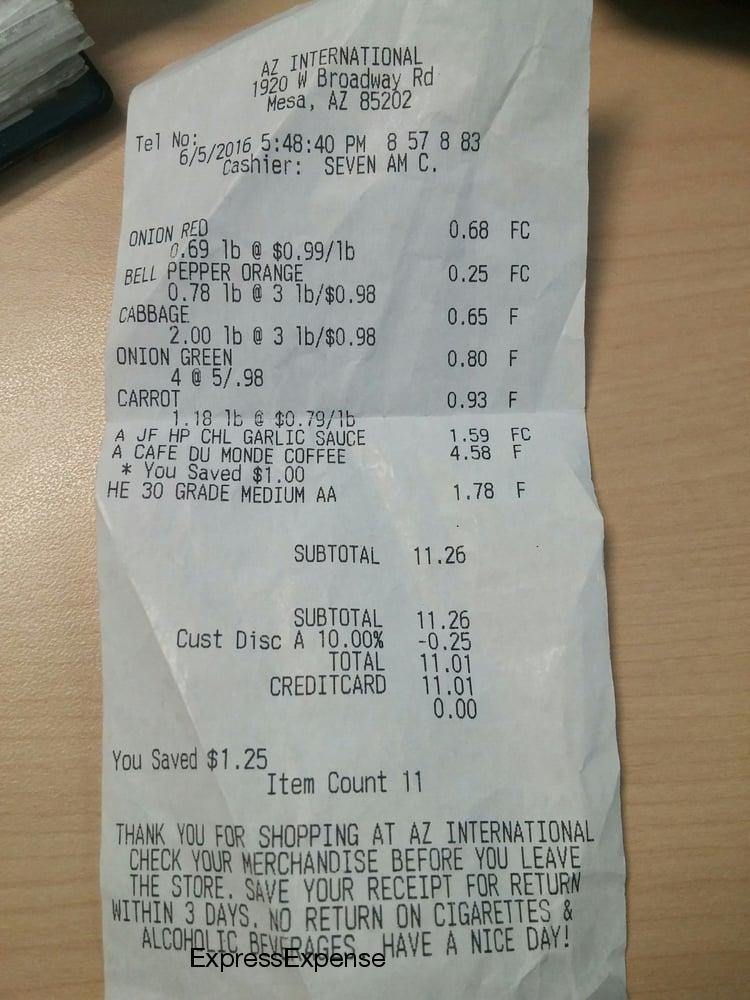 AZ INTERNATIONAL
1920 W Broadway Rd
Mesa, AZ 85202
Tel No:
6/5/2016 5:48:40 PM 8 57 8 83
Cashier: SEVEN AM C.
ONION RED 0.68 FC
0.69 lb @ $0.99/lb
BELL PEPPER ORANGE 0.25 FC
0.78 lb @ 3 lb/$0.98
CABBAGE 0.65 F
2.00 lb @ 3 lb/$0.98
ONION GREEN 0.80 F
4 @ 5/.98
CARROT 0.93 F
1.18 lb @ $0.79/lb
A JF HP CHL GARLIC SAUCE 1.59 FC
A CAFE DU MONDE COFFEE 4.58 F
* You Saved $1.00
HE 30 GRADE MEDIUM AA 1.78 F
SUBTOTAL 11.26
SUBTOTAL 11.26
Cust Disc A 10.00% -0.25
TOTAL 11.01
CREDITCARD 11.01
0.00
You Saved $1.25
Item Count 11
THANK YOU FOR SHOPPING AT AZ INTERNATIONAL
CHECK YOUR MERCHANDISE BEFORE YOU LEAVE
THE STORE. SAVE YOUR RECEIPT FOR RETURN
WITHIN 3 DAYS. NO RETURN ON CIGARETTES &
ALCOHOLIC BEVERAGES. HAVE A NICE DAY!
ExpressExpense